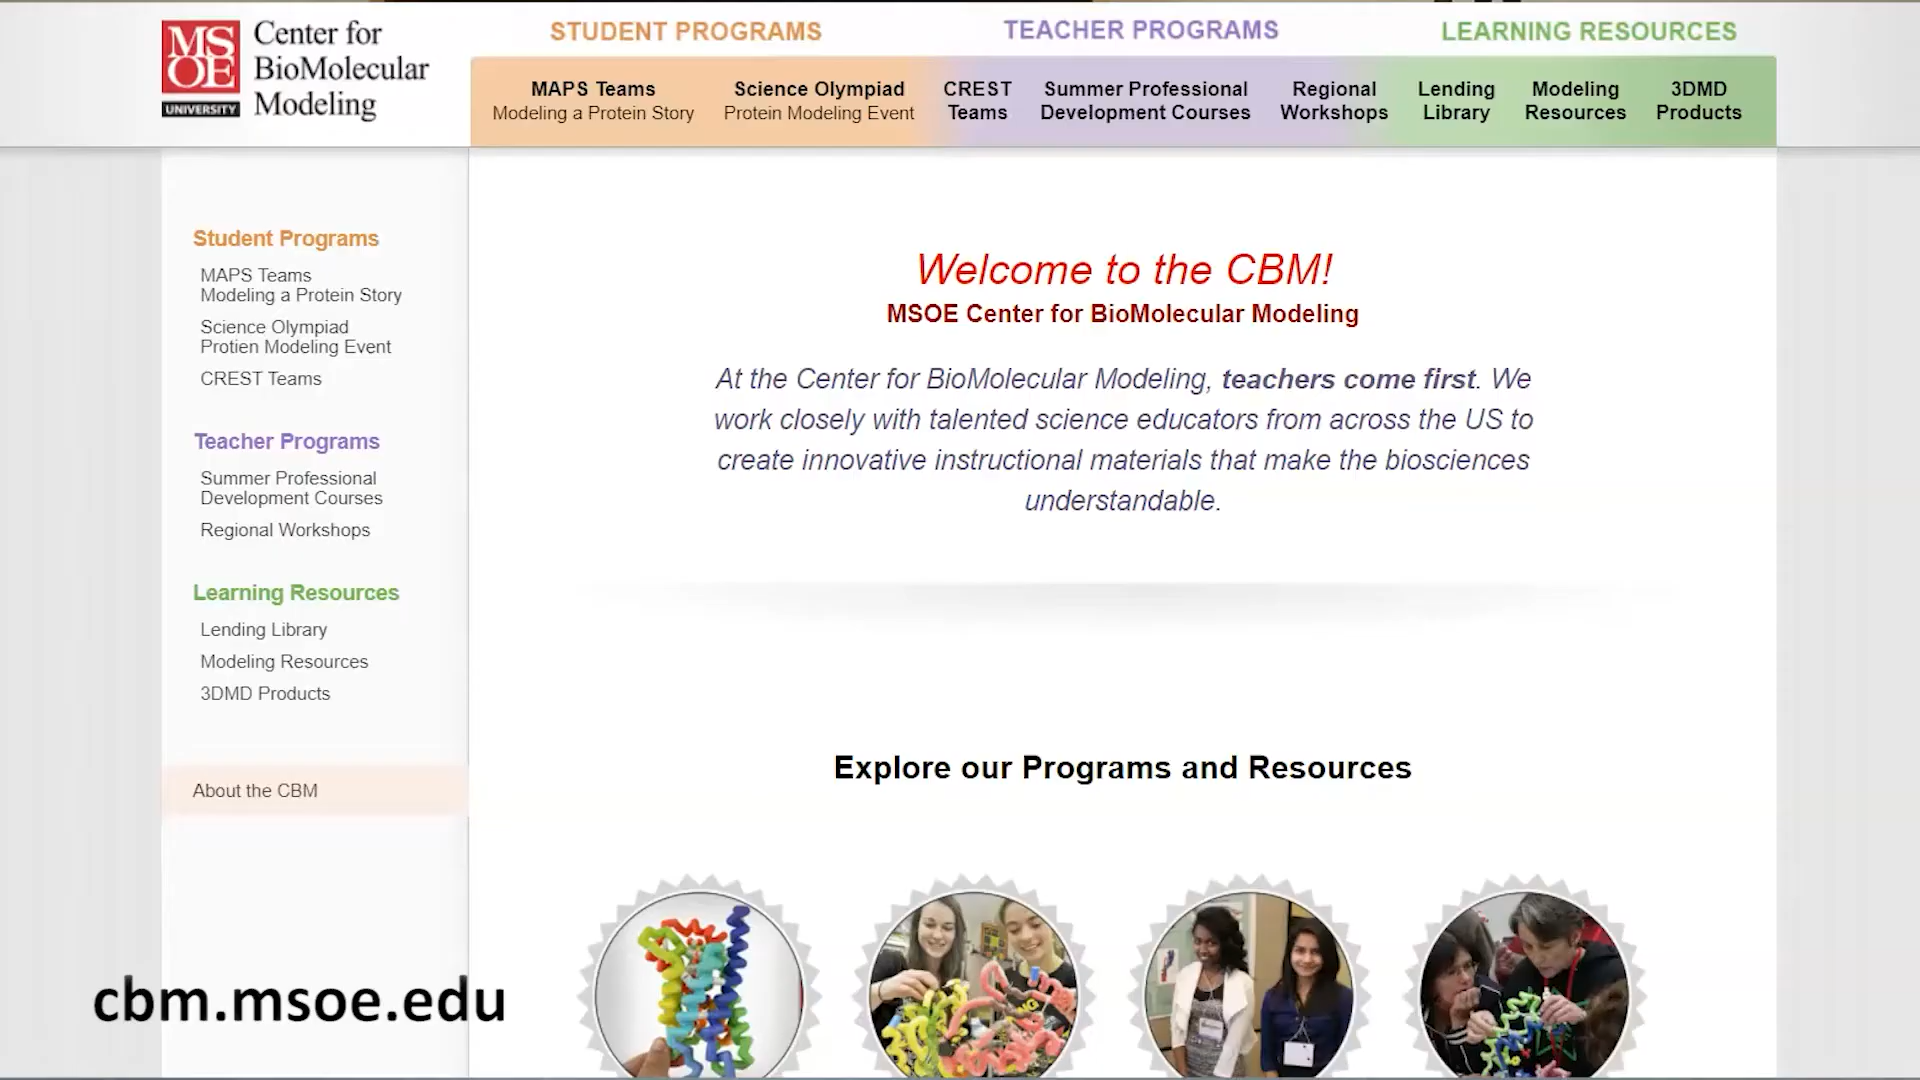 MS
OE
UNIVERSITY
Center for
BioMolecular
Modeling
STUDENT PROGRAMS
TEACHER PROGRAMS
LEARNING RESOURCES
MAPS Teams
Modeling a Protein Story
Science Olympiad
Protein Modeling Event
CREST
Teams
Summer Professional
Development Courses
Regional
Workshops
Lending
Library
Modeling
Resources
3DMD
Products
Student Programs
MAPS Teams
Modeling a Protein Story
Science Olympiad
Protien Modeling Event
CREST Teams
Teacher Programs
Summer Professional
Development Courses
Regional Workshops
Learning Resources
Lending Library
Modeling Resources
3DMD Products
About the CBM
Welcome to the CBM!
MSOE Center for BioMolecular Modeling
At the Center for BioMolecular Modeling, teachers come first. We
work closely with talented science educators from across the US to
create innovative instructional materials that make the biosciences
understandable.
Explore our Programs and Resources
cbm.msoe.edu